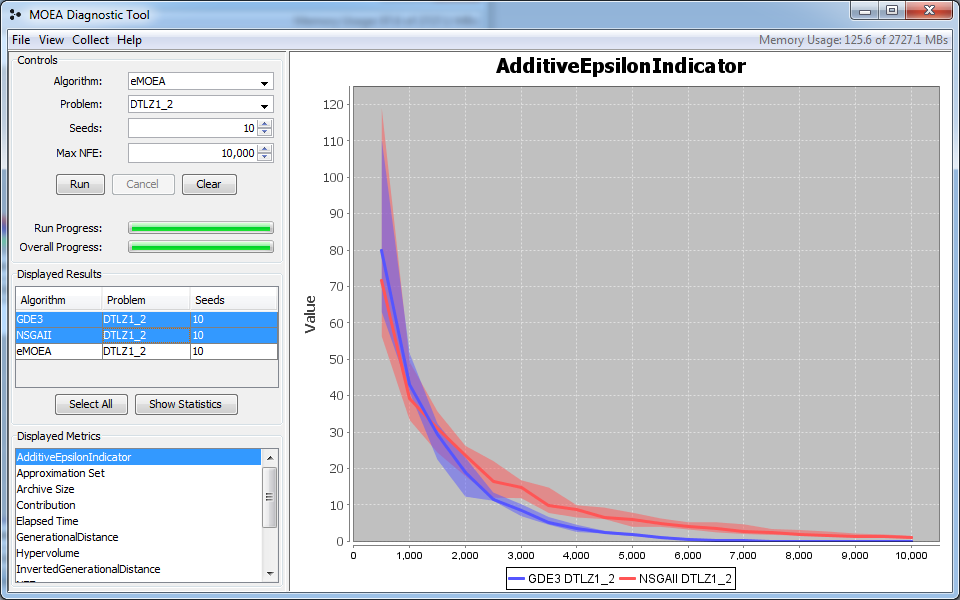 MOEA Diagnostic Tool
File View Collect Help
Memory Usage: 125.6 of 2727.1 MBs
Controls
Algorithm: eMOEA
Problem: DTLZ1_2
Seeds: 10
Max NFE: 10,000
Run Cancel Clear
Run Progress:
Overall Progress:
Displayed Results
Algorithm Problem Seeds
GDE3 DTLZ1_2 10
NSGAII DTLZ1_2 10
eMOEA DTLZ1_2 10
Select All Show Statistics
Displayed Metrics
AdditiveEpsilonIndicator
Approximation Set
Archive Size
Contribution
Elapsed Time
GenerationalDistance
Hypervolume
InvertedGenerationalDistance
AdditiveEpsilonIndicator
Value
120
110
100
90
80
70
60
50
40
30
20
10
0
0 1,000 2,000 3,000 4,000 5,000 6,000 7,000 8,000 9,000 10,000
GDE3 DTLZ1_2 NSGAII DTLZ1_2